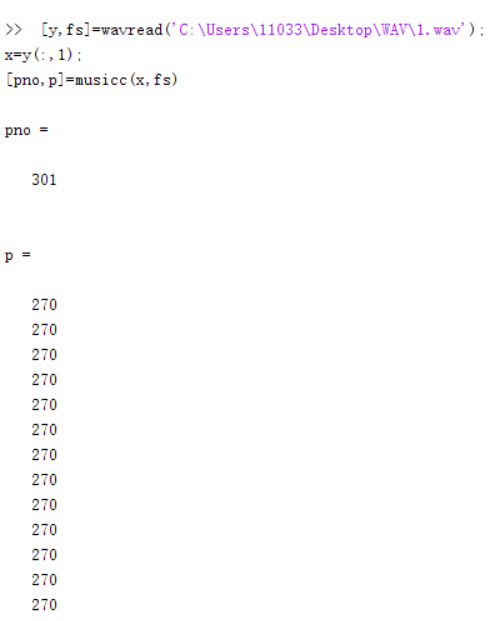 >> [y,fs]=wavread('C:\Users\11033\Desktop\WAV\1.wav');
x=y(:,1);
[pno,p]=musicc(x,fs)
pno =
301
p =
270
270
270
270
270
270
270
270
270
270
270
270
270